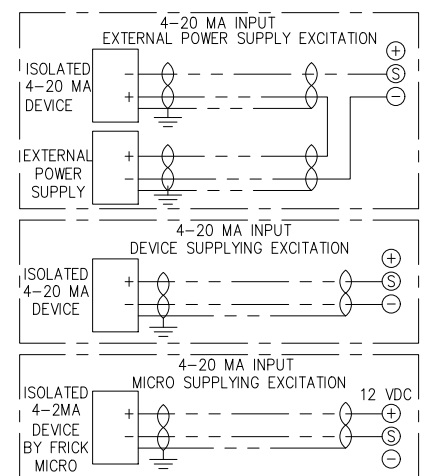 4-20 MA INPUT
EXTERNAL POWER SUPPLY EXCITATION
+
ISOLATED
4-20 MA
DEVICE
-
+
S
-
EXTERNAL
POWER
SUPPLY
+
-
4-20 MA INPUT
DEVICE SUPPLYING EXCITATION
+
ISOLATED
4-20 MA
DEVICE
+
-
S
-
4-20 MA INPUT
MICRO SUPPLYING EXCITATION
12 VDC
ISOLATED
4-2MA
DEVICE
BY FRICK
MICRO
+
-
+
S
-